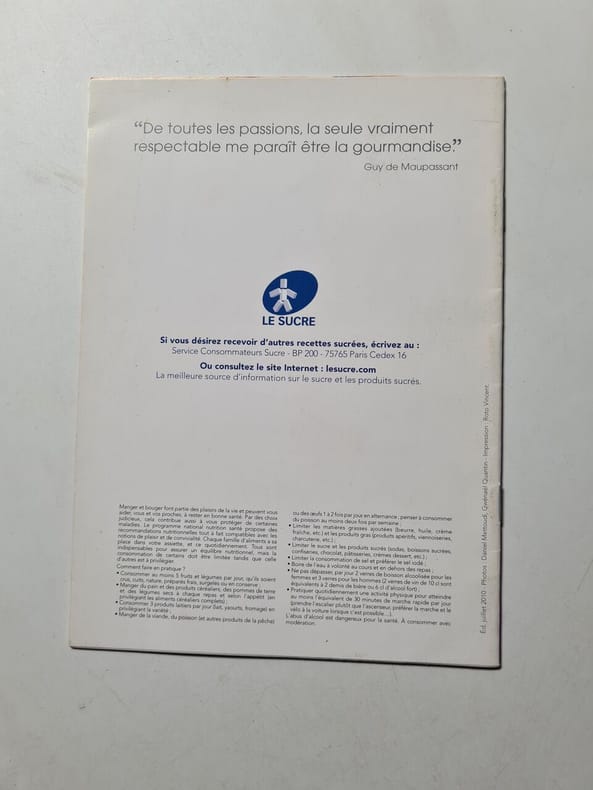 “De toutes les passions, la seule vraiment
respectable me paraît être la gourmandise.”
Guy de Maupassant
LE SUCRE
Si vous désirez recevoir d’autres recettes sucrées, écrivez au :
Service Consommateurs Sucre - BP 200 - 75765 Paris Cedex 16
Ou consultez le site Internet : lesucre.com
La meilleure source d’information sur le sucre et les produits sucrés.
Manger et bouger font partie des plaisirs de la vie et peuvent vous
aider, vous et vos proches, à rester en bonne santé. Par des choix
judicieux, cela contribue aussi à vous protéger de certaines
maladies. Le programme national nutrition santé propose des
recommandations nutritionnelles tout à fait compatibles avec les
notions de plaisir et de convivialité. Chaque famille d’aliments a sa
place dans votre assiette, et ce quotidiennement. Tous sont
indispensables pour assurer un équilibre nutritionnel, mais la
consommation de certains doit être limitée tandis que celle
d’autres est à privilégier.
Comment faire en pratique ?
• Consommer au moins 5 fruits et légumes par jour, qu’ils soient
crus, cuits, nature, préparés frais, surgelés ou en conserve ;
• Manger du pain et des produits céréaliers, des pommes de terre
et des légumes secs à chaque repas et selon l’appétit (en
privilégiant les aliments céréaliers complets) ;
• Consommer 3 produits laitiers par jour (lait, yaourts, fromage) en
privilégiant la variété ;
• Manger de la viande, du poisson (et autres produits de la pêche)
ou des œufs 1 à 2 fois par jour en alternance ; penser à consommer
du poisson au moins deux fois par semaine ;
• Limiter les matières grasses ajoutées (beurre, huile, crème
fraîche, etc.) et les produits gras (produits apéritifs, viennoiseries,
charcuterie, etc.) ;
• Limiter le sucre et les produits sucrés (sodas, boissons sucrées,
confiseries, chocolat, pâtisseries, crèmes dessert, etc.) ;
• Limiter la consommation de sel et préférer le sel iodé ;
• Boire de l’eau à volonté au cours et en dehors des repas ;
• Ne pas dépasser, par jour, 2 verres de boisson alcoolisée pour les
femmes et 3 verres pour les hommes (2 verres de vin de 10 cl sont
équivalents à 2 demis de bière ou 6 cl d’alcool fort) ;
• Pratiquer quotidiennement une activité physique pour atteindre
au moins l’équivalent de 30 minutes de marche rapide par jour
(prendre l’escalier plutôt que l’ascenseur, préférer la marche et le
vélo à la voiture lorsque c’est possible...).
L’abus d’alcool est dangereux pour la santé. À consommer avec
modération.
Ed. juillet 2010 - Photos : Daniel Mettoudi, Gwénaël Quantin - Impression : Roto Vincent.